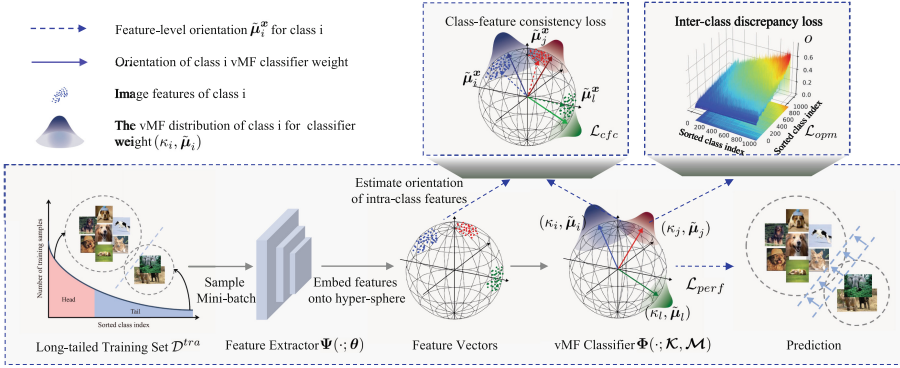 Feature-level orientation μ̃ᵢˣ for class i
Orientation of class i vMF classifier weight
Image features of class i
The vMF distribution of class i for classifier
weight (κᵢ, μ̃ᵢ)
Class-feature consistency loss
μ̃ⱼˣ
μ̃ᵢˣ
μ̃ₗˣ
ℒ_cfc
Inter-class discrepancy loss
O
0.6
0.4
0.2
0.0
0 200 400 600 800 1000
Sorted class index
0 200 400 600 800 1000
Sorted class index
ℒ_opm
Estimate orientation
of intra-class features
Number of training samples
Head
Tail
Sorted class index
Long-tailed Training Set 𝒟^tra
Sample
Mini-batch
Feature Extractor Ψ(·; θ)
Embed features
onto hyper-sphere
Feature Vectors
(κᵢ, μ̃ᵢ)
(κⱼ, μ̃ⱼ)
(κₗ, μ̃ₗ)
vMF Classifier Φ(·; 𝒦, ℳ)
ℒ_perf
Prediction